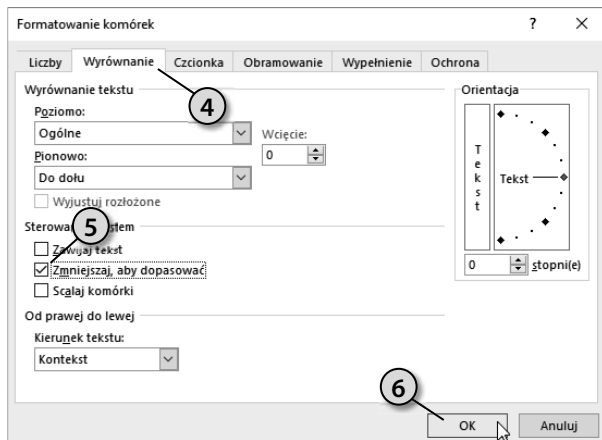 Formatowanie komórek ? ×
Liczby Wyrównanie Czcionka Obramowanie Wypełnienie Ochrona
4
Wyrównanie tekstu
Poziomo:
Ogólne
Wcięcie:
0
Pionowo:
Do dołu
Wyjustuj rozłożone
5
Zawijaj tekst
Zmniejszaj, aby dopasować
Scalaj komórki
Od prawej do lewej
Kierunek tekstu:
Kontekst
Orientacja
Tekst
Tekst
0 stopni(e)
6
OK Anuluj